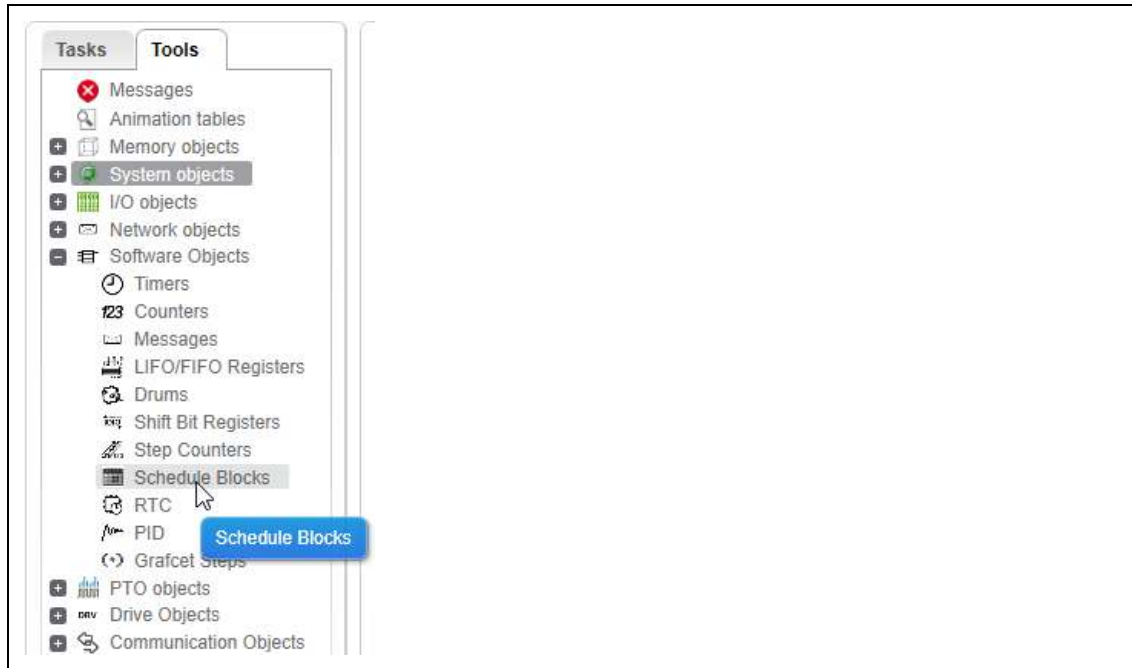 Tasks Tools
Messages
Animation tables
Memory objects
System objects
I/O objects
Network objects
Software Objects
Timers
123 Counters
Messages
LIFO/FIFO Registers
Drums
Shift Bit Registers
Step Counters
Schedule Blocks
RTC
PID
Schedule Blocks
Grafcet Steps
PTO objects
DRV Drive Objects
Communication Objects